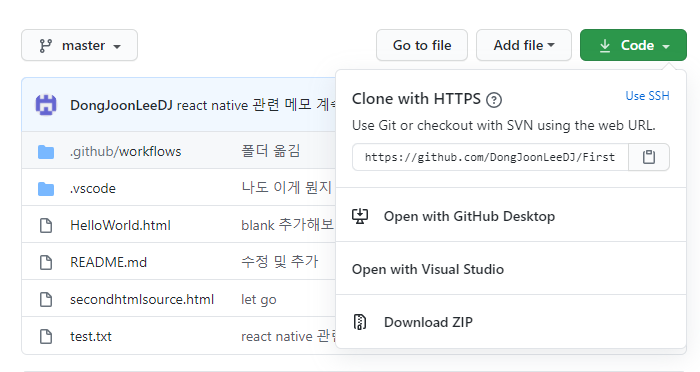 master
Go to file
Add file
Code
DongJoonLeeDJ react native 관련 메모 계속
.github/workflows 폴더 옮김
.vscode 나도 이게 뭔지
HelloWorld.html blank 추가해보
README.md 수정 및 추가
secondhtmlsource.html let go
test.txt react native 관련
Clone with HTTPS
Use SSH
Use Git or checkout with SVN using the web URL.
https://github.com/DongJoonLeeDJ/First
Open with GitHub Desktop
Open with Visual Studio
Download ZIP